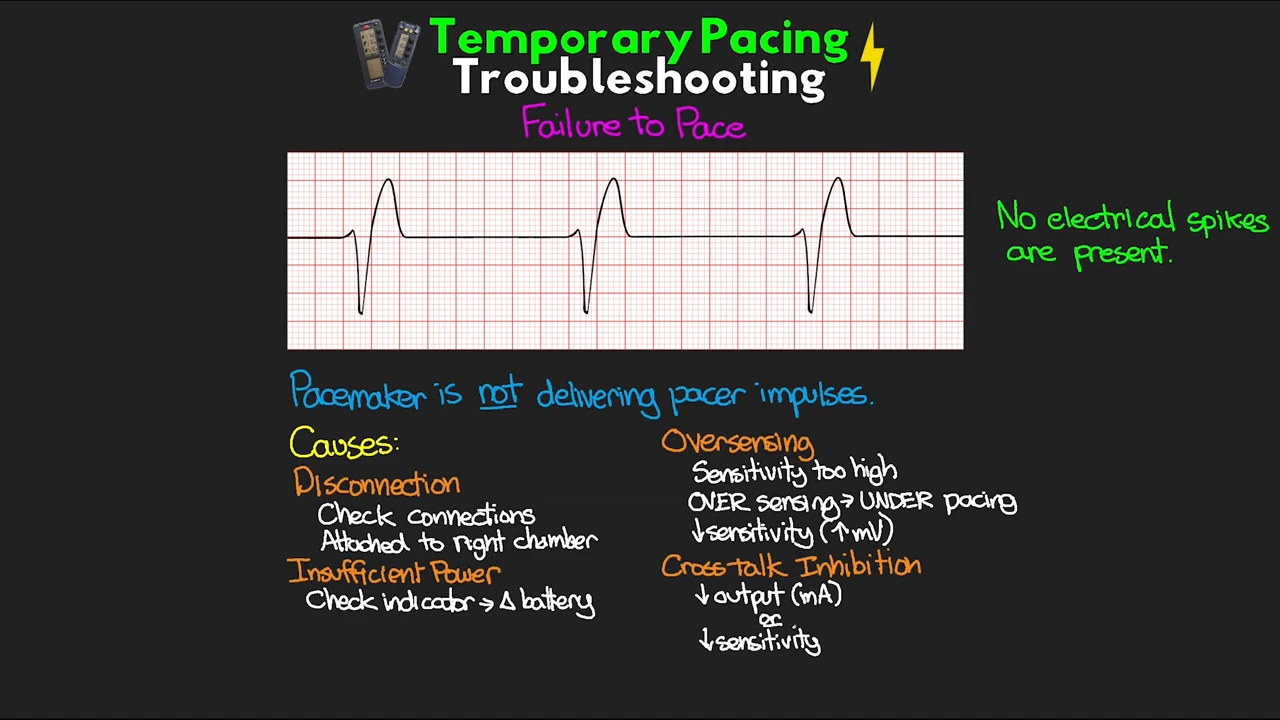 Temporary Pacing
Troubleshooting
Failure to Pace
No electrical spikes
are present.
Pacemaker is not delivering pacer impulses.
Causes:
Disconnection
Check connections
Attached to right chamber
Insufficient Power
Check indicator → Δ battery
Oversensing
Sensitivity too high
OVER sensing → UNDER pacing
↓sensitivity (↑mV)
Crosstalk Inhibition
↓output (mA)
or
↓sensitivity